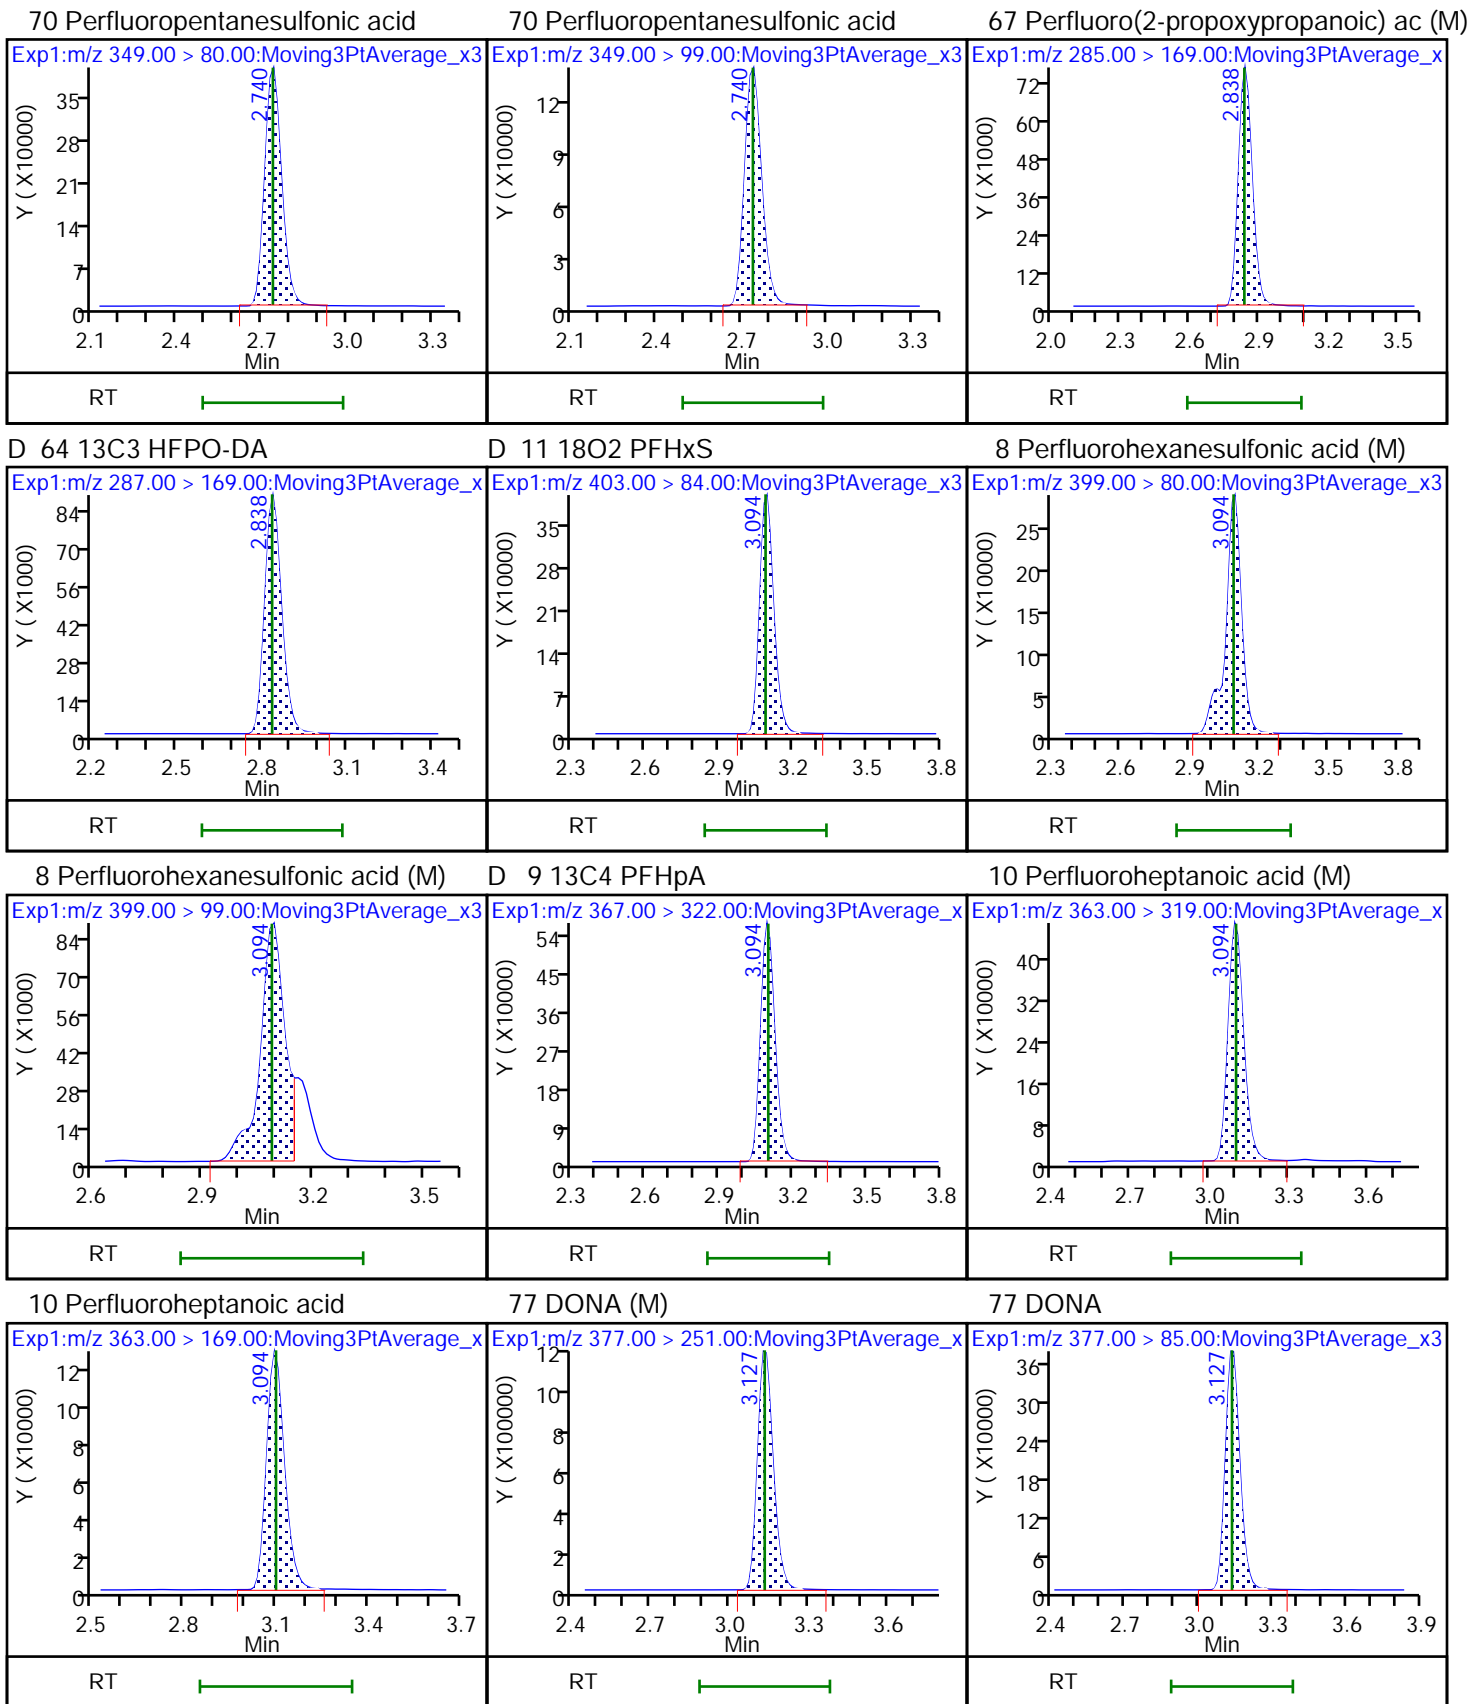 70 Perfluoropentanesulfonic acid
Exp1:m/z 349.00 > 80.00:Moving3PtAverage_x3
Y ( X10000)
35
28
21
14
7
0
2.740
2.1 2.4 2.7 3.0 3.3
Min
RT
70 Perfluoropentanesulfonic acid
Exp1:m/z 349.00 > 99.00:Moving3PtAverage_x3
Y ( X10000)
12
9
6
3
0
2.740
2.1 2.4 2.7 3.0 3.3
Min
RT
67 Perfluoro(2-propoxypropanoic) ac (M)
Exp1:m/z 285.00 > 169.00:Moving3PtAverage_x
Y ( X1000)
72
60
48
36
24
12
0
2.838
2.0 2.3 2.6 2.9 3.2 3.5
Min
RT
D 64 13C3 HFPO-DA
Exp1:m/z 287.00 > 169.00:Moving3PtAverage_x
Y ( X1000)
84
70
56
42
28
14
0
2.838
2.2 2.5 2.8 3.1 3.4
Min
RT
D 11 18O2 PFHxS
Exp1:m/z 403.00 > 84.00:Moving3PtAverage_x3
Y ( X10000)
35
28
21
14
7
0
3.094
2.3 2.6 2.9 3.2 3.5 3.8
Min
RT
8 Perfluorohexanesulfonic acid (M)
Exp1:m/z 399.00 > 80.00:Moving3PtAverage_x3
Y ( X10000)
25
20
15
10
5
0
3.094
2.3 2.6 2.9 3.2 3.5 3.8
Min
RT
8 Perfluorohexanesulfonic acid (M)
Exp1:m/z 399.00 > 99.00:Moving3PtAverage_x3
Y ( X1000)
84
70
56
42
28
14
0
3.094
2.6 2.9 3.2 3.5
Min
RT
D 9 13C4 PFHpA
Exp1:m/z 367.00 > 322.00:Moving3PtAverage_x
Y ( X10000)
54
45
36
27
18
9
0
3.094
2.3 2.6 2.9 3.2 3.5 3.8
Min
RT
10 Perfluoroheptanoic acid (M)
Exp1:m/z 363.00 > 319.00:Moving3PtAverage_x
Y ( X10000)
40
32
24
16
8
0
3.094
2.4 2.7 3.0 3.3 3.6
Min
RT
10 Perfluoroheptanoic acid
Exp1:m/z 363.00 > 169.00:Moving3PtAverage_x
Y ( X10000)
12
10
8
6
4
2
0
3.094
2.5 2.8 3.1 3.4 3.7
Min
RT
77 DONA (M)
Exp1:m/z 377.00 > 251.00:Moving3PtAverage_x
Y ( X100000)
12
10
8
6
4
2
0
3.127
2.4 2.7 3.0 3.3 3.6
Min
RT
77 DONA
Exp1:m/z 377.00 > 85.00:Moving3PtAverage_x3
Y ( X10000)
36
30
24
18
12
6
0
3.127
2.4 2.7 3.0 3.3 3.6 3.9
Min
RT